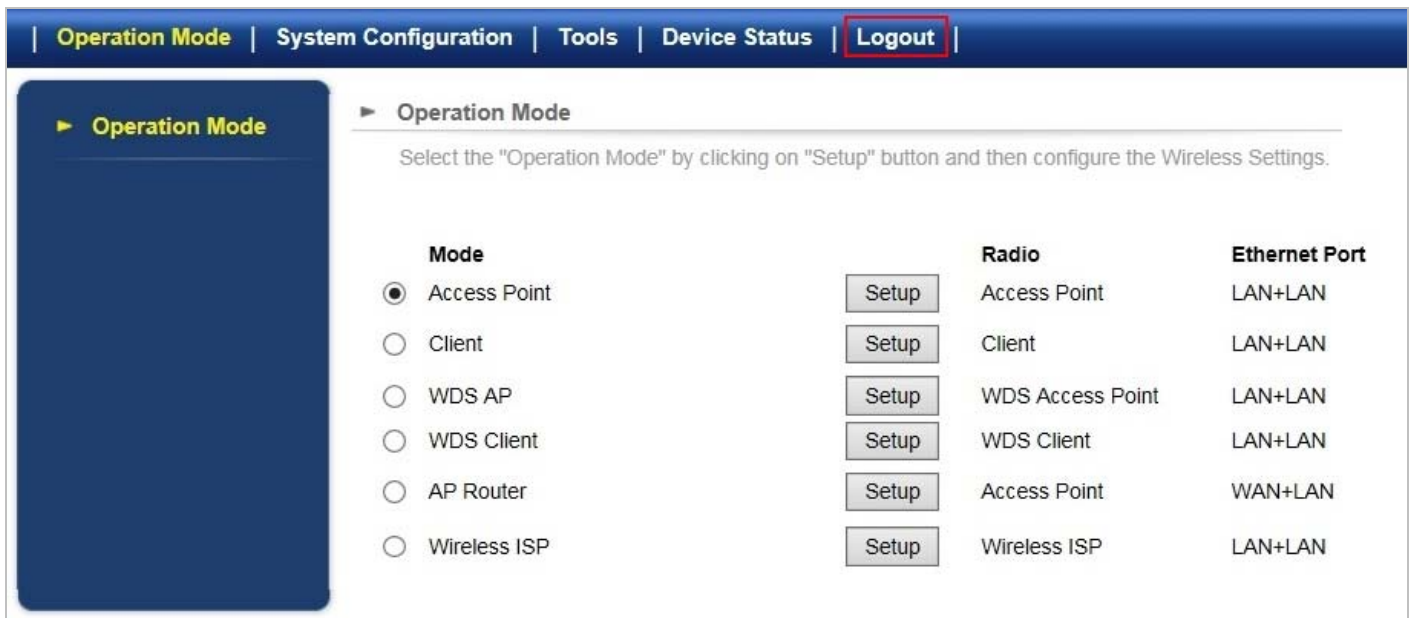 | Operation Mode | System Configuration | Tools | Device Status | Logout |
Operation Mode
Operation Mode
Select the "Operation Mode" by clicking on "Setup" button and then configure the Wireless Settings.
Mode Radio Ethernet Port
Access Point Setup Access Point LAN+LAN
Client Setup Client LAN+LAN
WDS AP Setup WDS Access Point LAN+LAN
WDS Client Setup WDS Client LAN+LAN
AP Router Setup Access Point WAN+LAN
Wireless ISP Setup Wireless ISP LAN+LAN